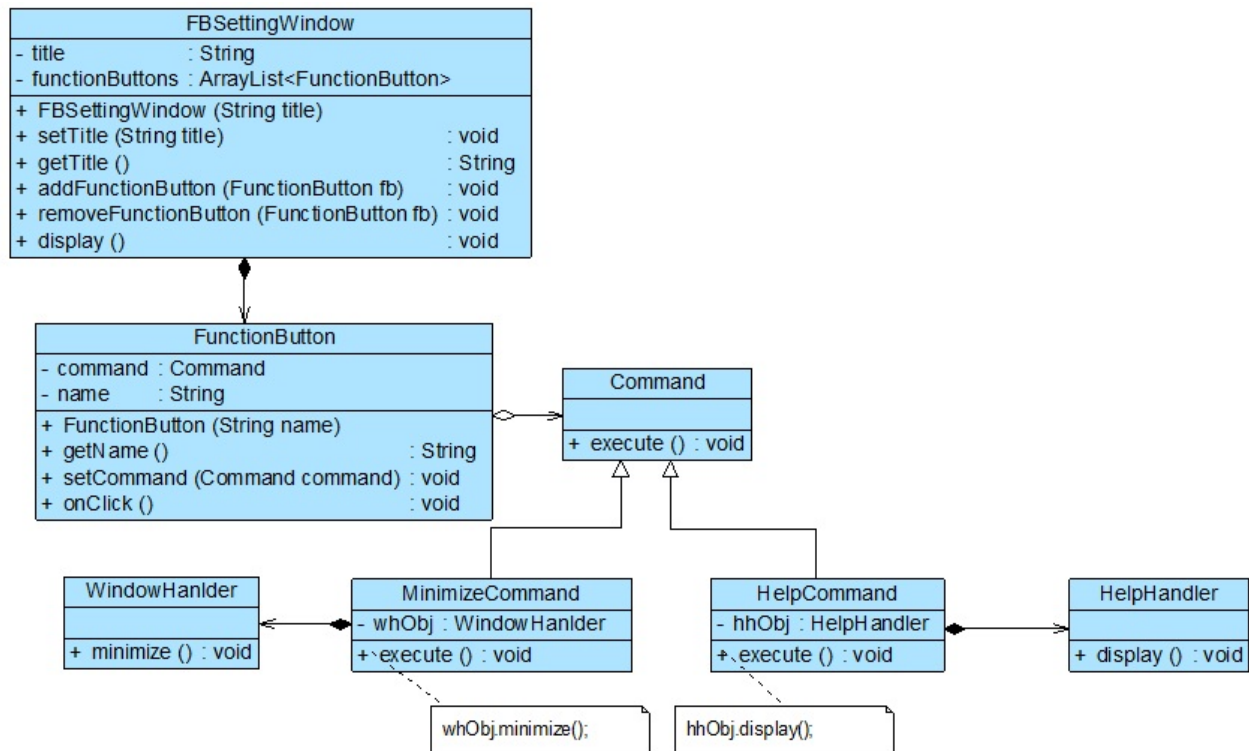 FBSettingWindow
- title : String
- functionButtons : ArrayList<FunctionButton>
+ FBSettingWindow (String title)
+ setTitle (String title) : void
+ getTitle () : String
+ addFunctionButton (FunctionButton fb) : void
+ removeFunctionButton (FunctionButton fb) : void
+ display () : void
FunctionButton
- command : Command
- name : String
+ FunctionButton (String name)
+ getName () : String
+ setCommand (Command command) : void
+ onClick () : void
Command
+ execute () : void
WindowHanlder
+ minimize () : void
MinimizeCommand
- whObj : WindowHanlder
+ execute () : void
HelpCommand
- hhObj : HelpHandler
+ execute () : void
HelpHandler
+ display () : void
whObj.minimize();
hhObj.display();